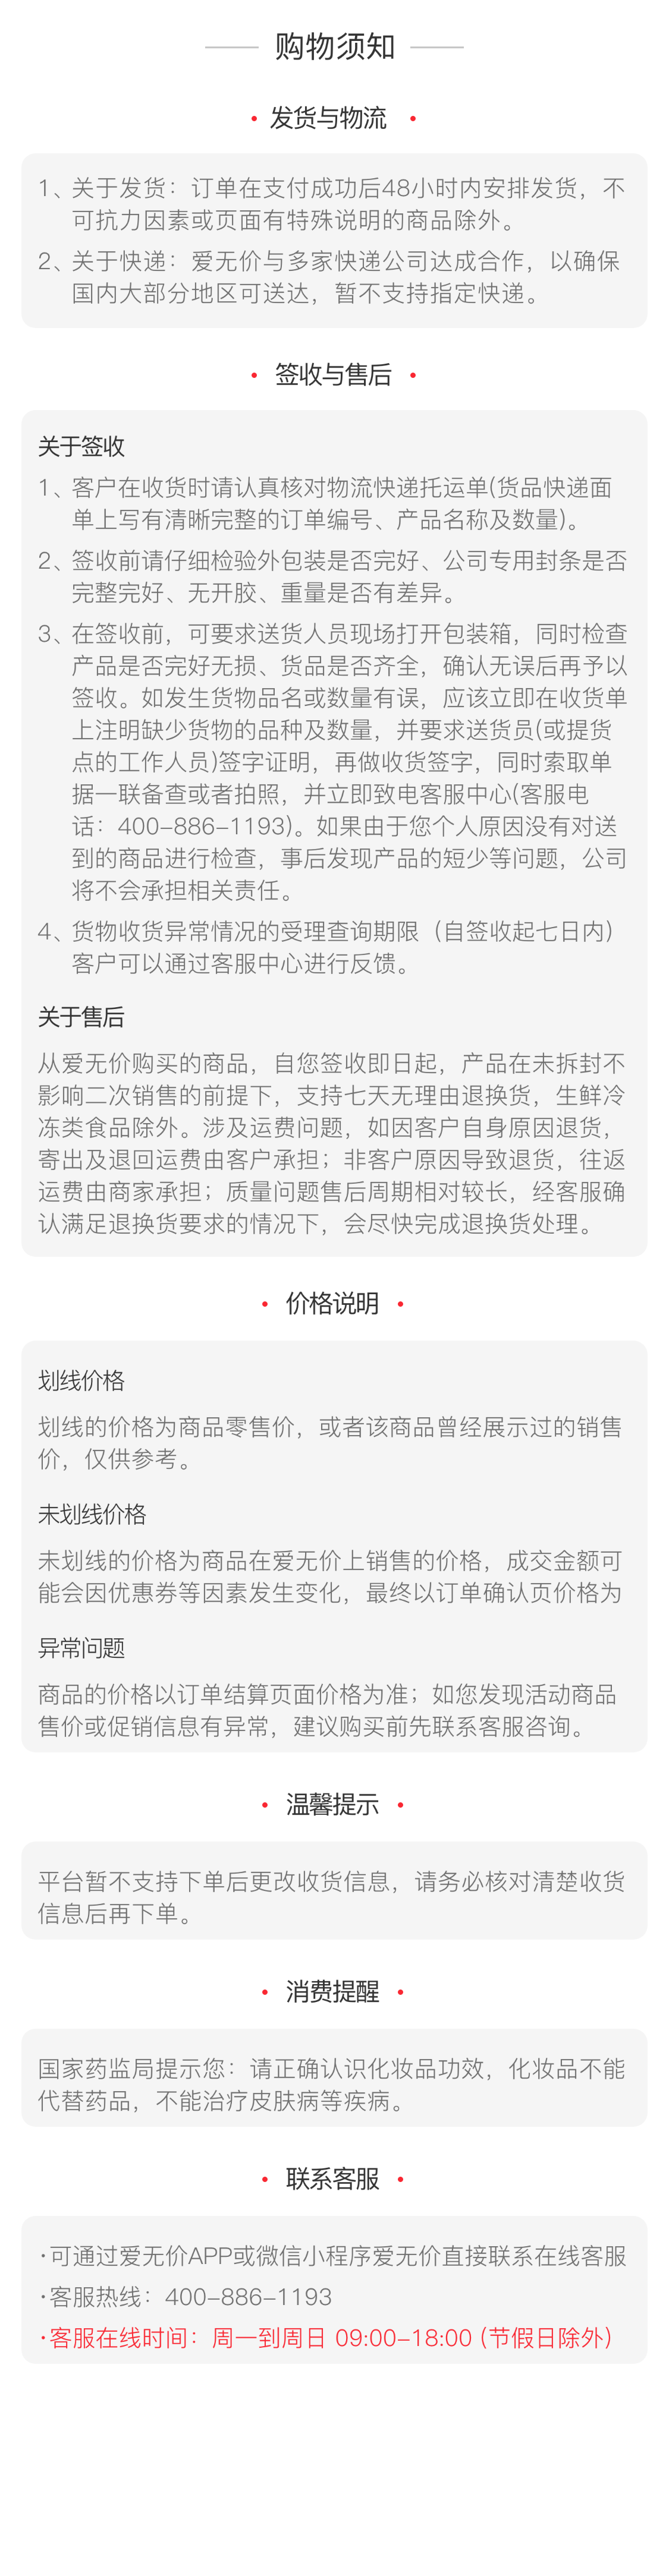 购物须知
发货与物流
1、关于发货：订单在支付成功后48小时内安排发货，不
可抗力因素或页面有特殊说明的商品除外。
2、关于快递：爱无价与多家快递公司达成合作，以确保
国内大部分地区可送达，暂不支持指定快递。
签收与售后
关于签收
1、客户在收货时请认真核对物流快递托运单(货品快递面
单上写有清晰完整的订单编号、产品名称及数量)。
2、签收前请仔细检验外包装是否完好、公司专用封条是否
完整完好、无开胶、重量是否有差异。
3、在签收前，可要求送货人员现场打开包装箱，同时检查
产品是否完好无损、货品是否齐全，确认无误后再予以
签收。如发生货物品名或数量有误，应该立即在收货单
上注明缺少货物的品种及数量，并要求送货员(或提货
点的工作人员)签字证明，再做收货签字，同时索取单
据一联备查或者拍照，并立即致电客服中心(客服电
话：400-886-1193)。如果由于您个人原因没有对送
到的商品进行检查，事后发现产品的短少等问题，公司
将不会承担相关责任。
4、货物收货异常情况的受理查询期限（自签收起七日内）
客户可以通过客服中心进行反馈。
关于售后
从爱无价购买的商品，自您签收即日起，产品在未拆封不
影响二次销售的前提下，支持七天无理由退换货，生鲜冷
冻类食品除外。涉及运费问题，如因客户自身原因退货，
寄出及退回运费由客户承担；非客户原因导致退货，往返
运费由商家承担；质量问题售后周期相对较长，经客服确
认满足退换货要求的情况下，会尽快完成退换货处理。
价格说明
划线价格
划线的价格为商品零售价，或者该商品曾经展示过的销售
价，仅供参考。
未划线价格
未划线的价格为商品在爱无价上销售的价格，成交金额可
能会因优惠券等因素发生变化，最终以订单确认页价格为
异常问题
商品的价格以订单结算页面价格为准；如您发现活动商品
售价或促销信息有异常，建议购买前先联系客服咨询。
温馨提示
平台暂不支持下单后更改收货信息，请务必核对清楚收货
信息后再下单。
消费提醒
国家药监局提示您：请正确认识化妆品功效，化妆品不能
代替药品，不能治疗皮肤病等疾病。
联系客服
·可通过爱无价APP或微信小程序爱无价直接联系在线客服
·客服热线：400-886-1193
·客服在线时间：周一到周日 09:00-18:00 (节假日除外)